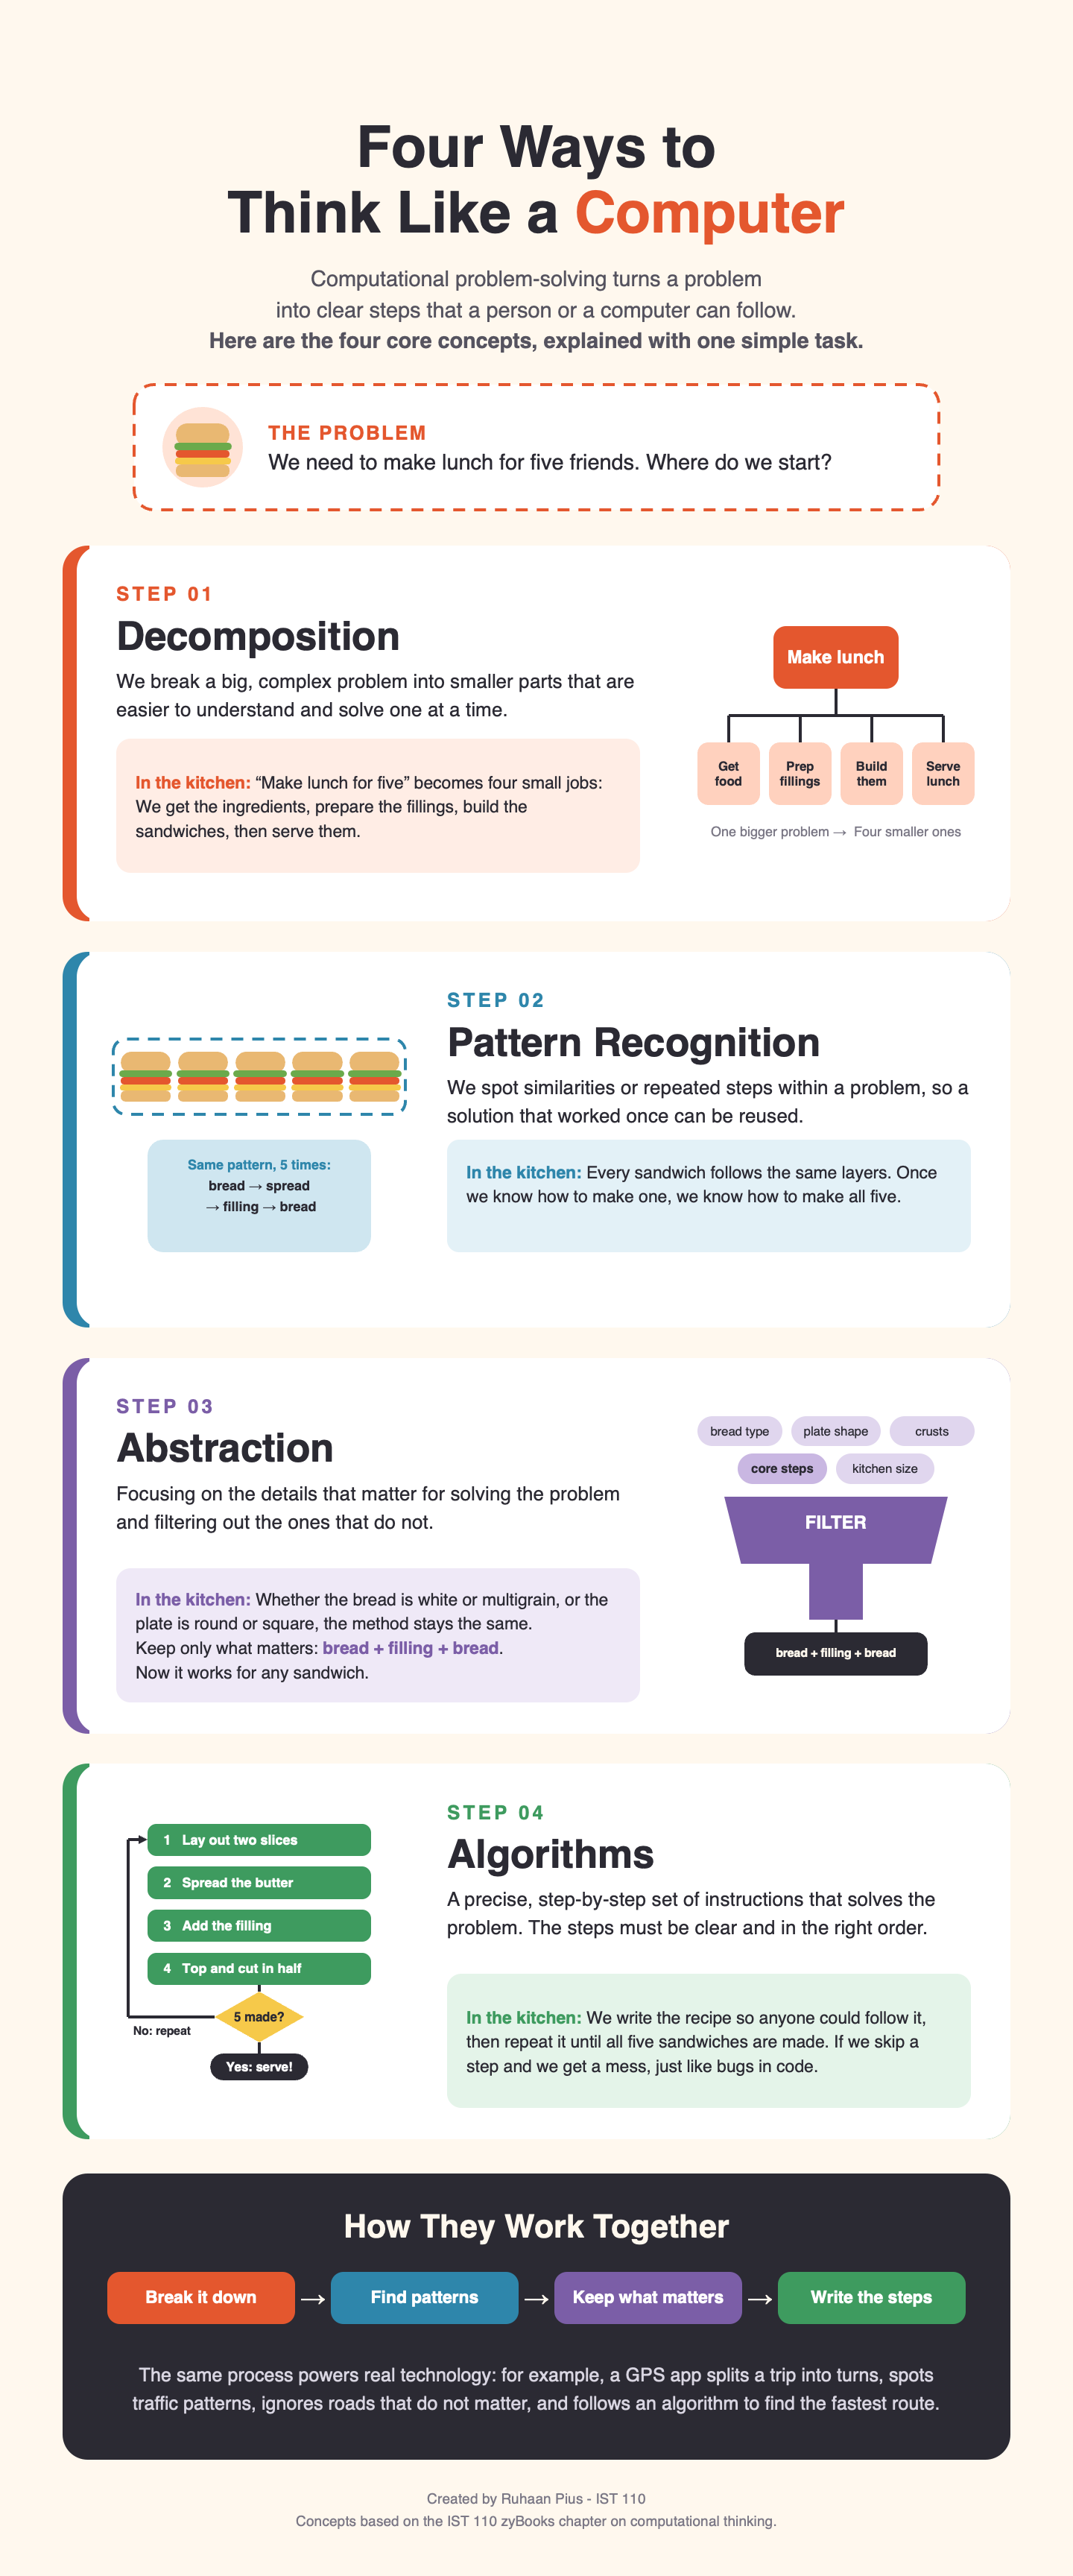 Four Ways to
Think Like a Computer
Computational problem-solving turns a problem
into clear steps that a person or a computer can follow.
Here are the four core concepts, explained with one simple task.
THE PROBLEM
We need to make lunch for five friends. Where do we start?
STEP 01
Decomposition
We break a big, complex problem into smaller parts that are
easier to understand and solve one at a time.
In the kitchen: “Make lunch for five” becomes four small jobs:
We get the ingredients, prepare the fillings, build the
sandwiches, then serve them.
Make lunch
Get
food
Prep
fillings
Build
them
Serve
lunch
One bigger problem → Four smaller ones
Same pattern, 5 times:
bread → spread
→ filling → bread
STEP 02
Pattern Recognition
We spot similarities or repeated steps within a problem, so a
solution that worked once can be reused.
In the kitchen: Every sandwich follows the same layers. Once
we know how to make one, we know how to make all five.
STEP 03
Abstraction
Focusing on the details that matter for solving the problem
and filtering out the ones that do not.
In the kitchen: Whether the bread is white or multigrain, or the
plate is round or square, the method stays the same.
Keep only what matters: bread + filling + bread.
Now it works for any sandwich.
bread type plate shape crusts
core steps kitchen size
FILTER
bread + filling + bread
1 Lay out two slices
2 Spread the butter
3 Add the filling
4 Top and cut in half
5 made?
No: repeat
Yes: serve!
STEP 04
Algorithms
A precise, step-by-step set of instructions that solves the
problem. The steps must be clear and in the right order.
In the kitchen: We write the recipe so anyone could follow it,
then repeat it until all five sandwiches are made. If we skip a
step and we get a mess, just like bugs in code.
How They Work Together
Break it down → Find patterns → Keep what matters → Write the steps
The same process powers real technology: for example, a GPS app splits a trip into turns, spots
traffic patterns, ignores roads that do not matter, and follows an algorithm to find the fastest route.
Created by Ruhaan Pius - IST 110
Concepts based on the IST 110 zyBooks chapter on computational thinking.